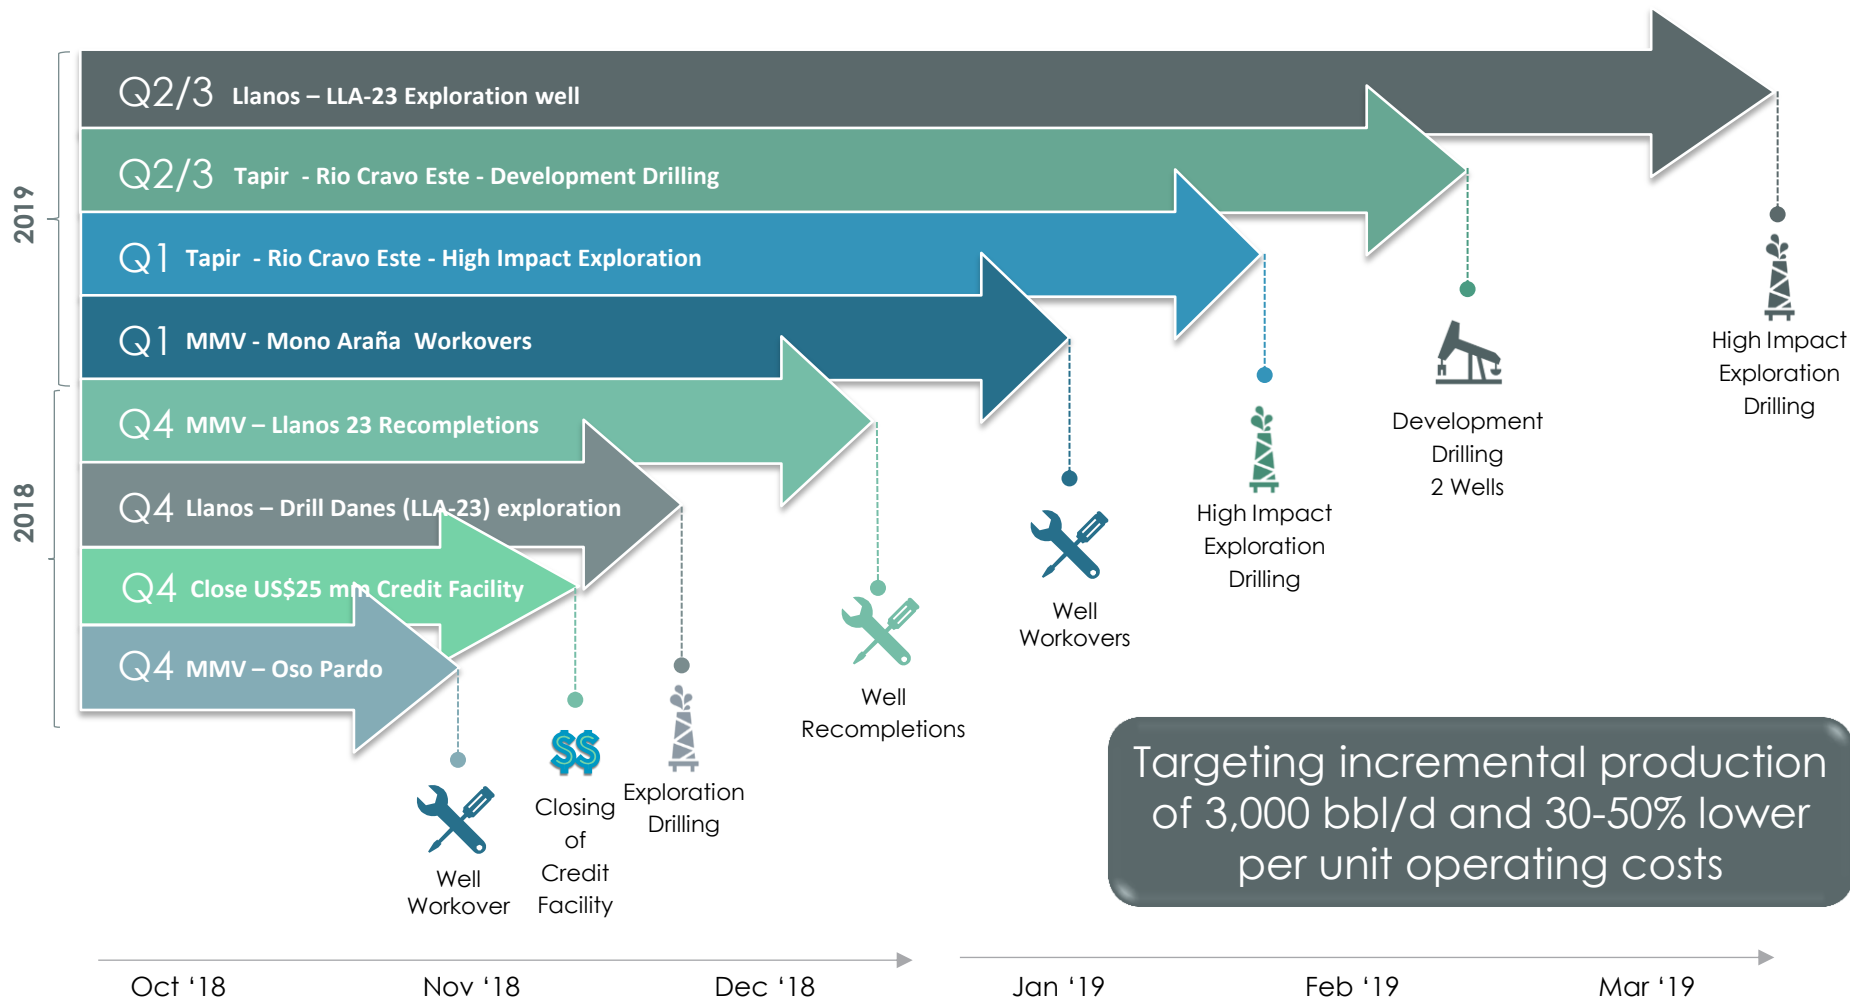 2019
Q2/3 Llanos – LLA-23 Exploration well
Q2/3 Tapir - Rio Cravo Este - Development Drilling
Q1 Tapir - Rio Cravo Este - High Impact Exploration
Q1 MMV - Mono Araña Workovers
2018
Q4 MMV – Llanos 23 Recompletions
Q4 Llanos – Drill Danes (LLA-23) exploration
Q4 Close US$25 mm Credit Facility
Q4 MMV – Oso Pardo
Well
Workover
$$
Closing
of
Credit
Facility
Exploration
Drilling
Well
Recompletions
Well
Workovers
High Impact
Exploration
Drilling
Development
Drilling
2 Wells
High Impact
Exploration
Drilling
Targeting incremental production
of 3,000 bbl/d and 30-50% lower
per unit operating costs
Oct ‘18 Nov ‘18 Dec ‘18 Jan ‘19 Feb ‘19 Mar ‘19